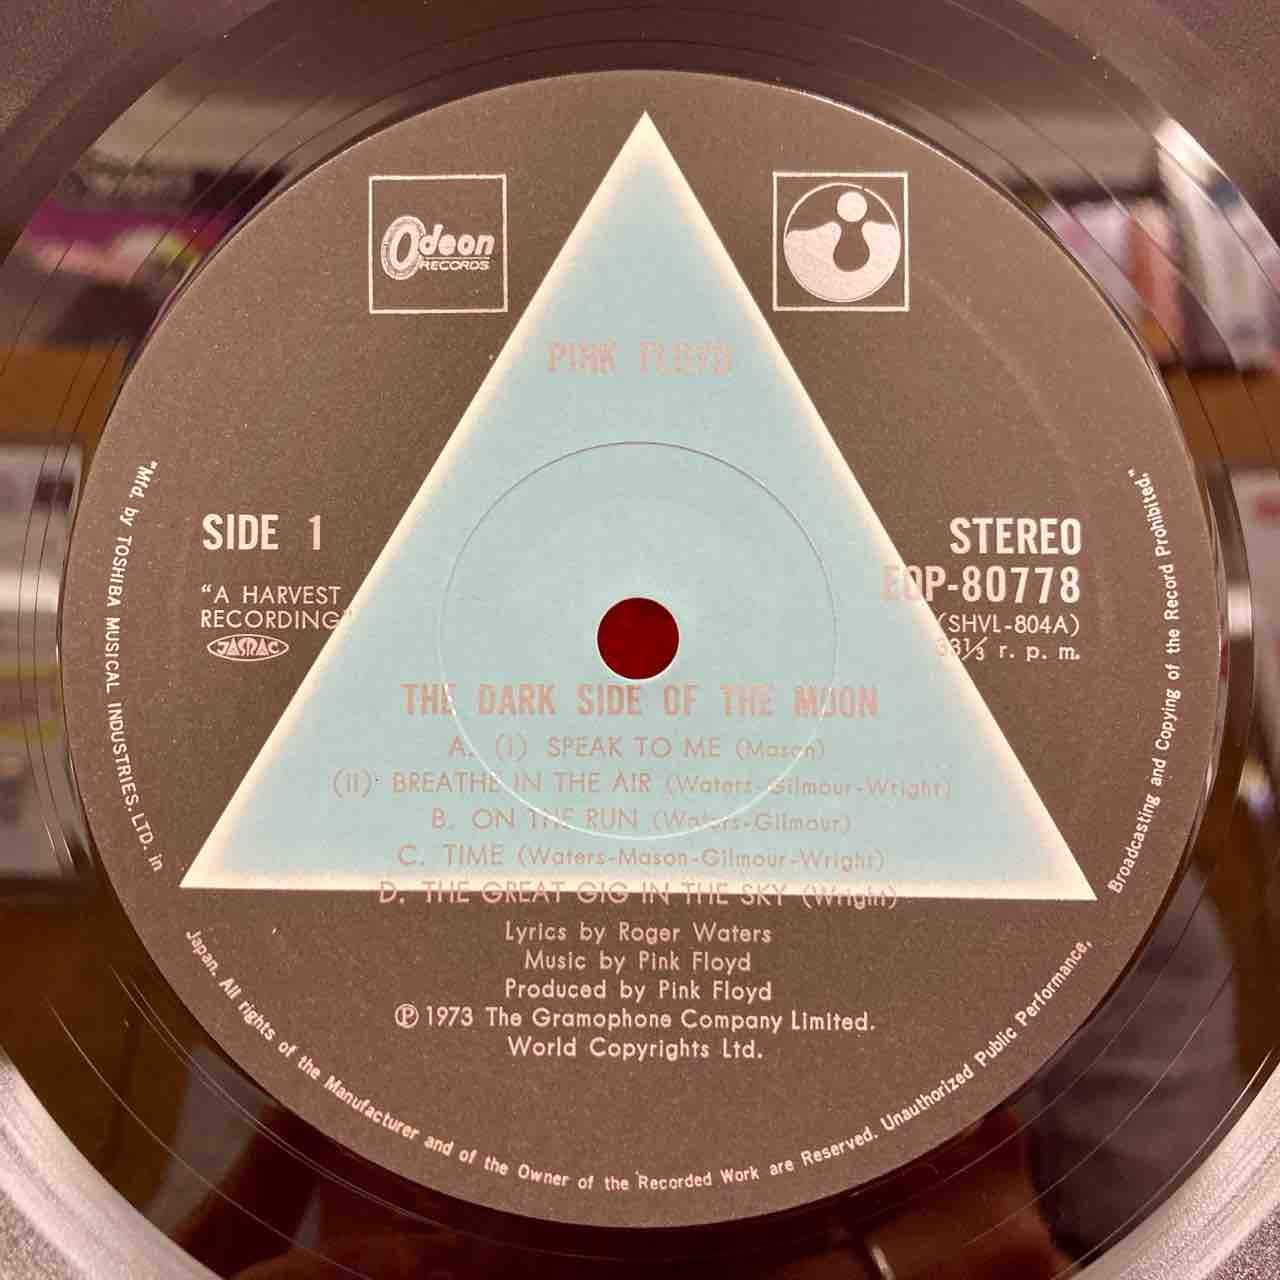 Odeon
RECORDS
PINK FLOYD
SIDE 1
"A HARVEST
RECORDING"
JASRAC
STEREO
EOP-80778
(SHVL-804A)
33⅓ r. p. m.
THE DARK SIDE OF THE MOON
A. (I) SPEAK TO ME (Mason)
(II) BREATHE IN THE AIR (Waters-Gilmour-Wright)
B. ON THE RUN (Waters-Gilmour)
C. TIME (Waters-Mason-Gilmour-Wright)
D. THE GREAT GIG IN THE SKY (Wright)
Lyrics by Roger Waters
Music by Pink Floyd
Produced by Pink Floyd
Ⓟ 1973 The Gramophone Company Limited.
World Copyrights Ltd.
"Mfd. by TOSHIBA MUSICAL INDUSTRIES. LTD. in Japan. All rights of the Manufacturer and of the Owner of the Recorded Work are Reserved. Unauthorized Public Performance, Broadcasting and Copying of the Record Prohibited."